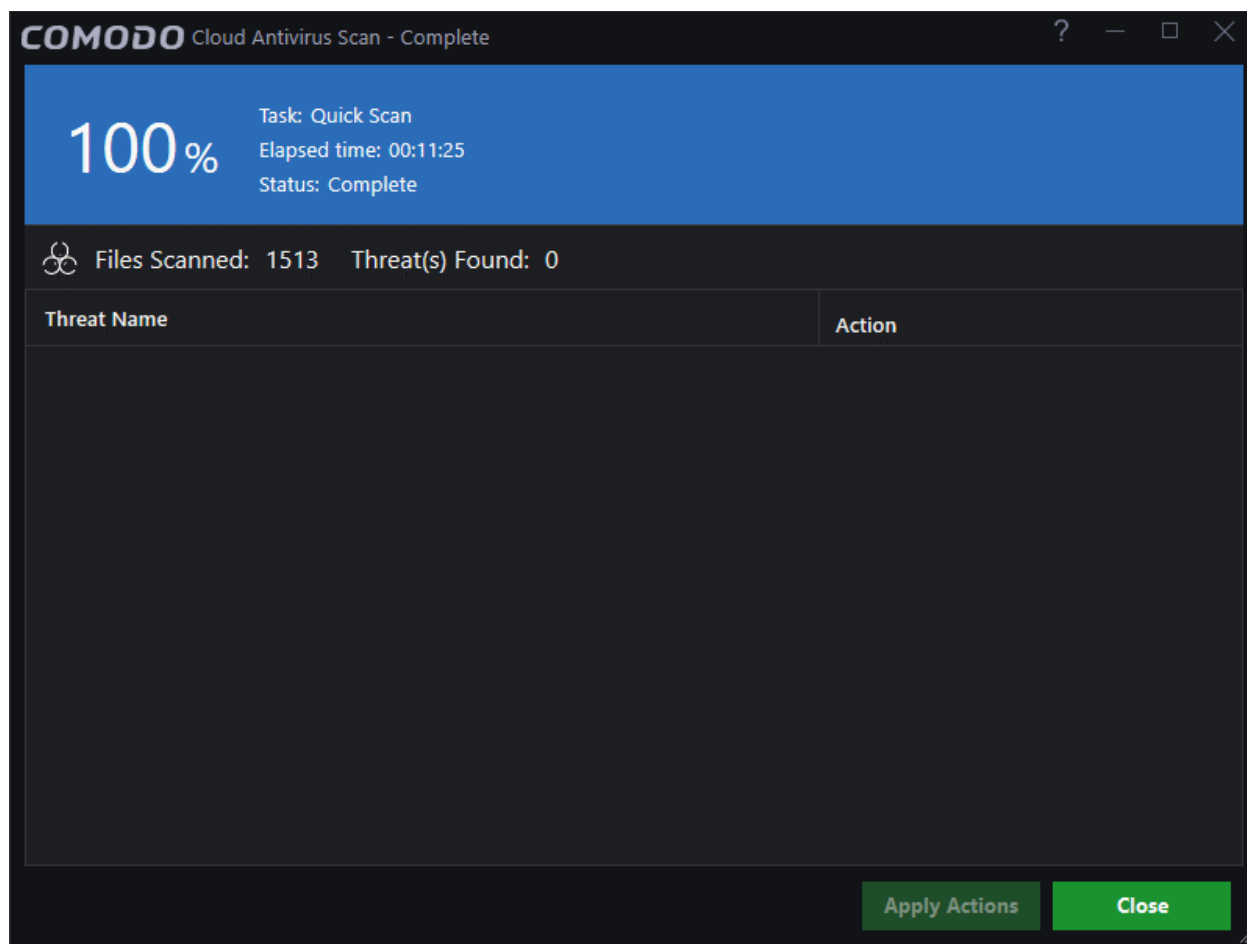 COMODO Cloud Antivirus Scan - Complete ?
100 %
Task: Quick Scan
Elapsed time: 00:11:25
Status: Complete
Files Scanned: 1513 Threat(s) Found: 0
Threat Name Action
Apply Actions Close